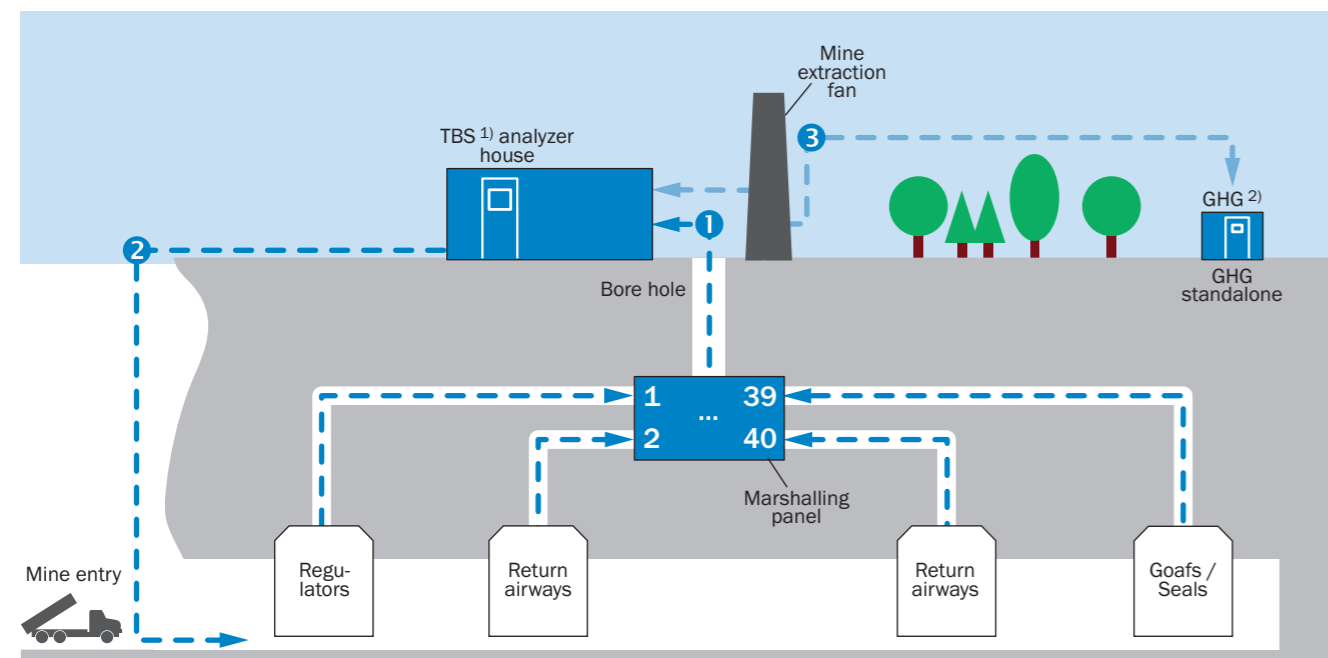 Mine
extraction
fan
TBS 1) analyzer
house
3
1
2
GHG 2)
GHG
standalone
Bore hole
1 39
...
2 40
Marshalling
panel
Mine entry
Regu-
lators
Return
airways
Return
airways
Goafs /
Seals